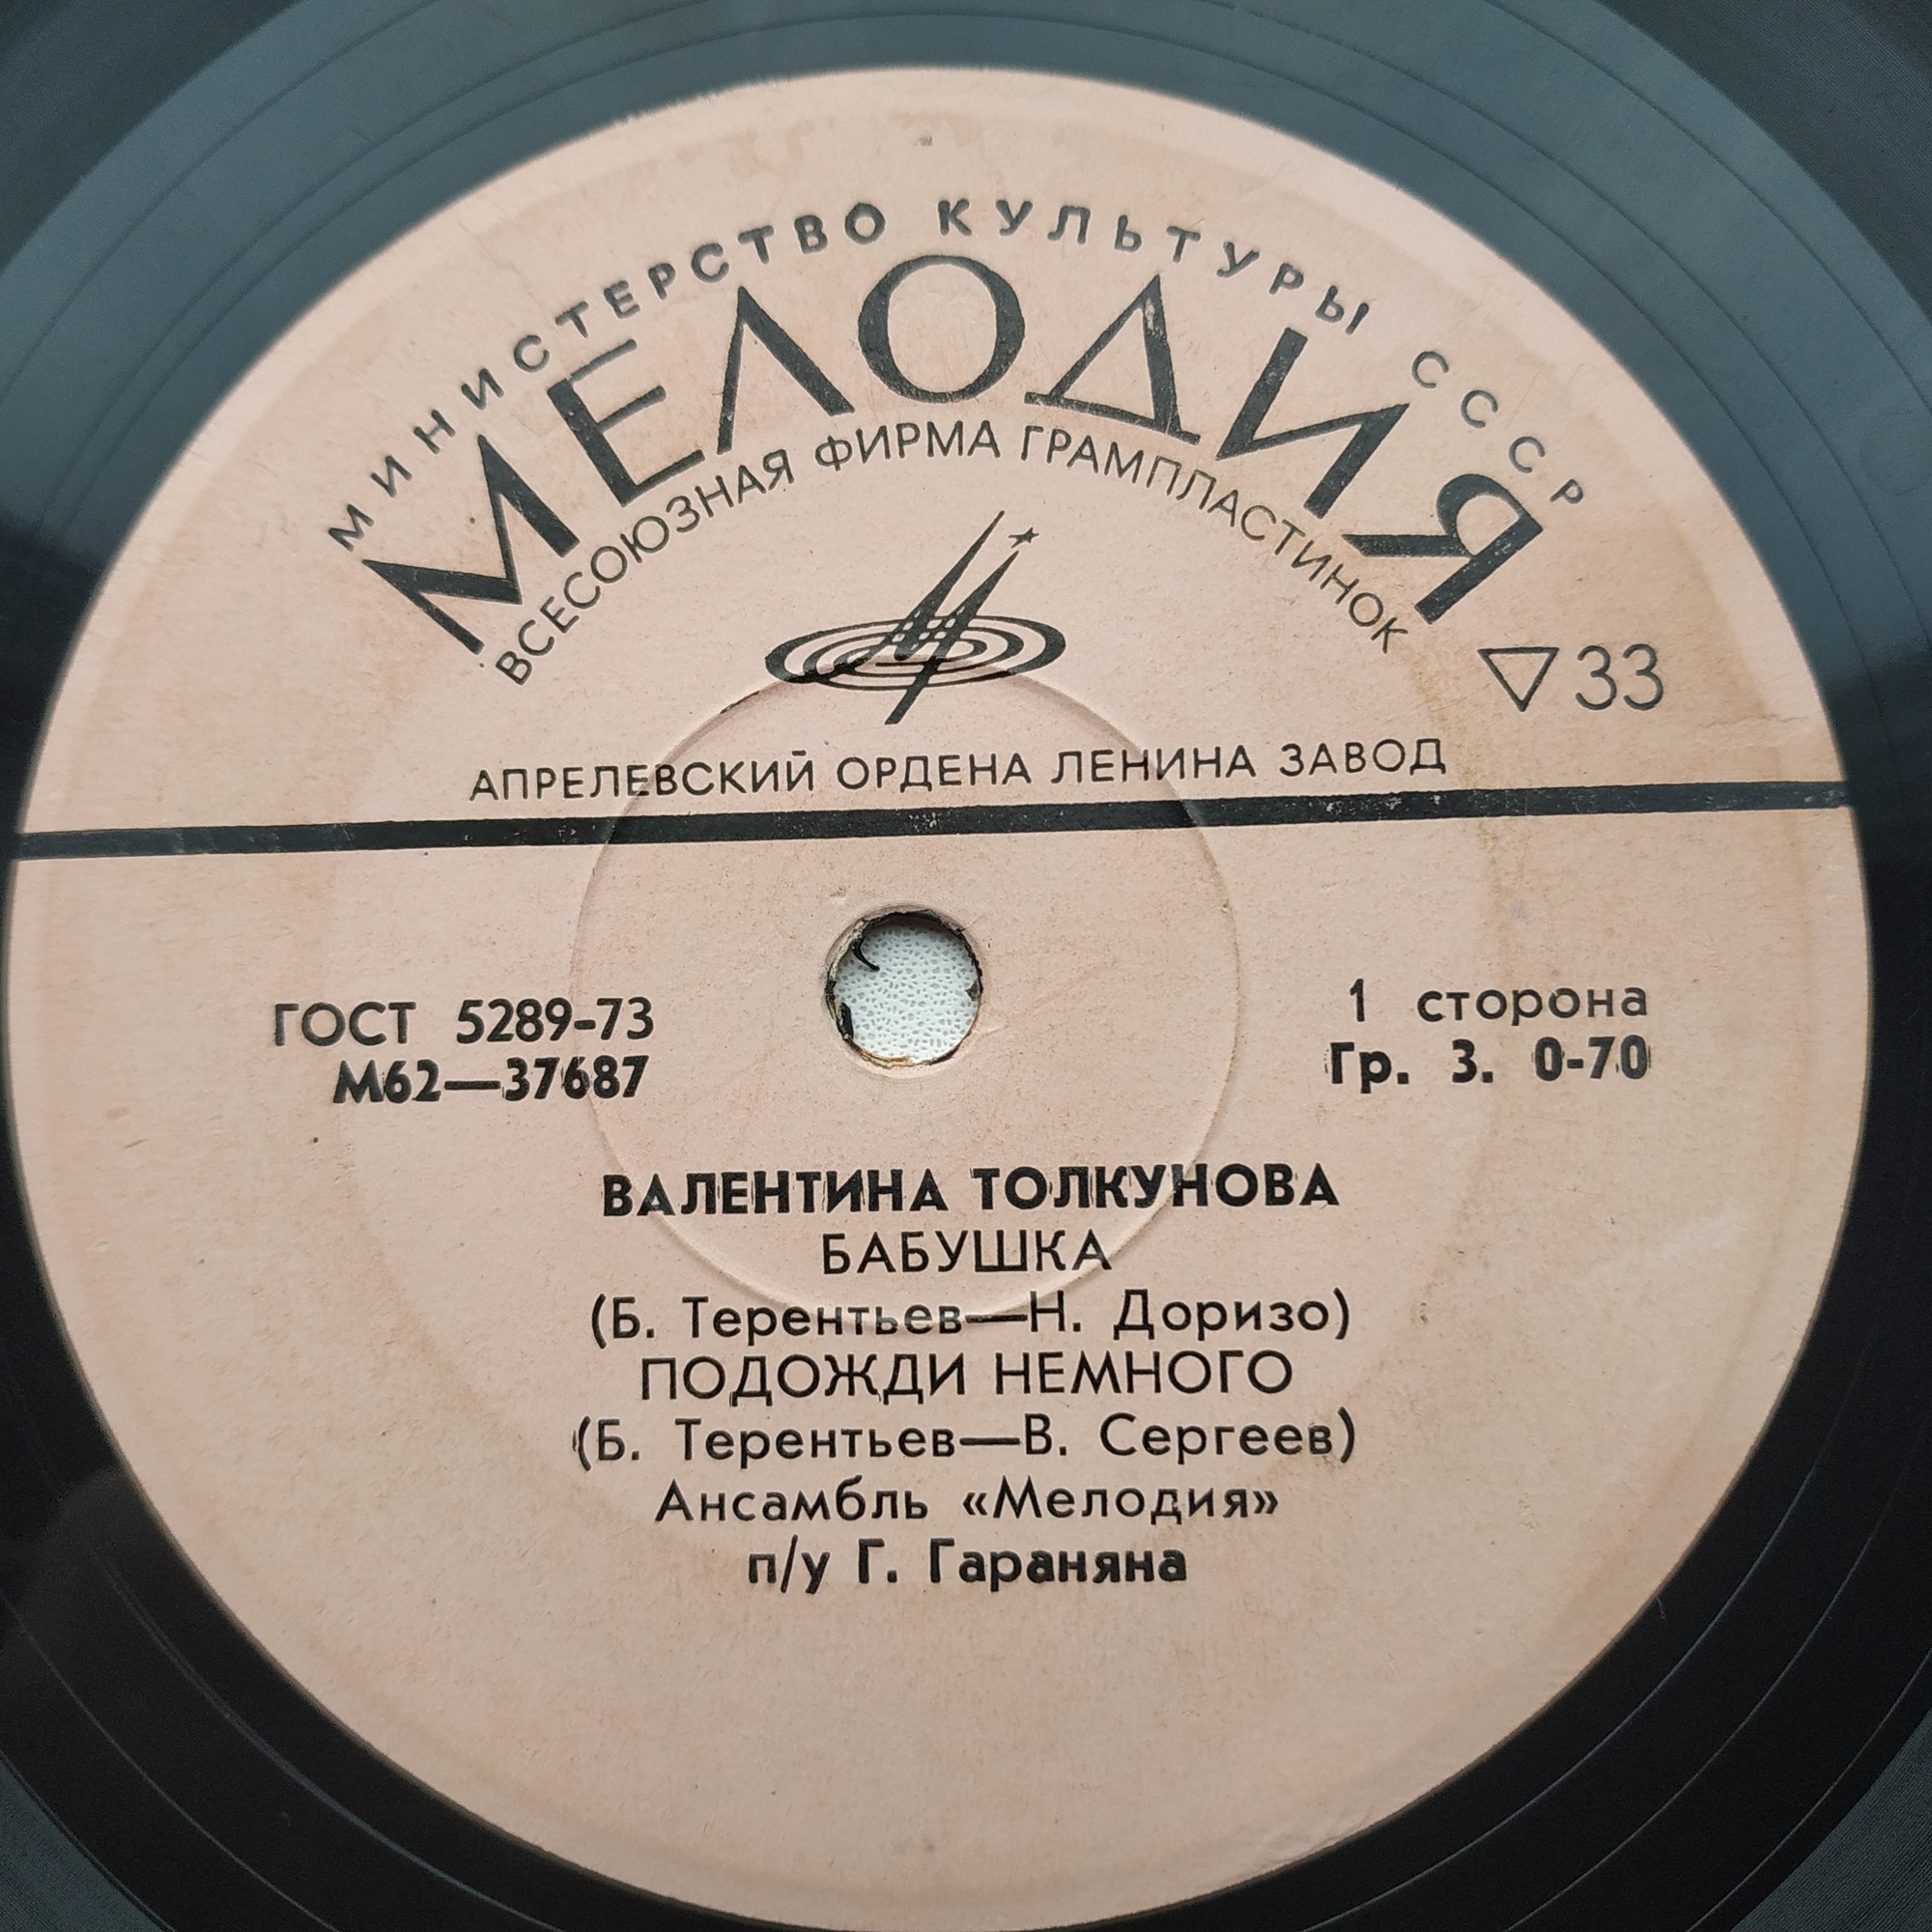 МИНИСТЕРСТВО КУЛЬТУРЫ СССР
МЕЛОДИЯ
ВСЕСОЮЗНАЯ ФИРМА ГРАМПЛАСТИНОК
33
АПРЕЛЕВСКИЙ ОРДЕНА ЛЕНИНА ЗАВОД
ГОСТ 5289-73
М62—37687
1 сторона
Гр. 3. 0-70
ВАЛЕНТИНА ТОЛКУНОВА
БАБУШКА
(Б. Терентьев—Н. Доризо)
ПОДОЖДИ НЕМНОГО
(Б. Терентьев—В. Сергеев)
Ансамбль «Мелодия»
п/у Г. Гараняна